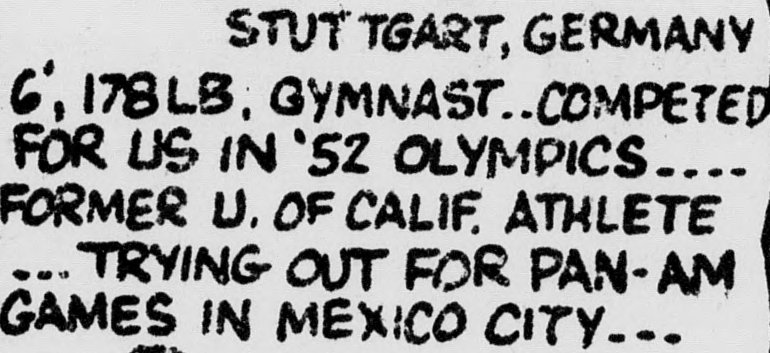 STUTTGART, GERMANY
6', 178 LB, GYMNAST..COMPETED
FOR US IN '52 OLYMPICS....
FORMER U. OF CALIF. ATHLETE
... TRYING OUT FOR PAN-AM
GAMES IN MEXICO CITY...